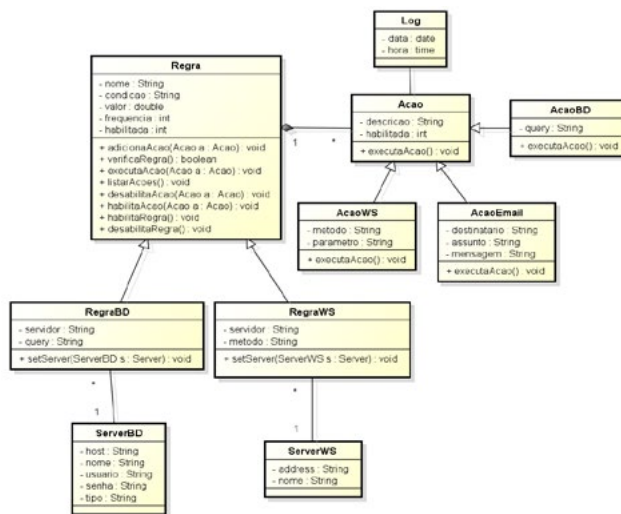 Log
- data : date
- hora : time
Regra
- nome : String
- condicao : String
- valor : double
- frequencia : int
- habilitada : int
+ adicionaAcao(Acao a : Acao) : void
+ verificaRegra() : boolean
+ executaAcao(Acao a : Acao) : void
+ listarAcoes() : void
+ desabilitaAcao(Acao a : Acao) : void
+ habilitaAcao(Acao a : Acao) : void
+ habilitaRegra() : void
+ desabilitaRegra() : void
1
*
Acao
- descricao : String
- habilitada : int
+ executaAcao() : void
AcaoBD
- query : String
+ executaAcao() : void
AcaoWS
- metodo : String
- parametro : String
+ executaAcao() : void
AcaoEmail
- destinatario : String
- assunto : String
- mensagem : String
+ executaAcao() : void
RegraBD
- servidor : String
- query : String
+ setServer(ServerBD s : Server) : void
RegraWS
- servidor : String
- metodo : String
+ setServer(ServerWS s : Server) : void
*
1
*
1
ServerBD
- host : String
- nome : String
- usuario : String
- senha : String
- tipo : String
ServerWS
- address : String
- nome : String